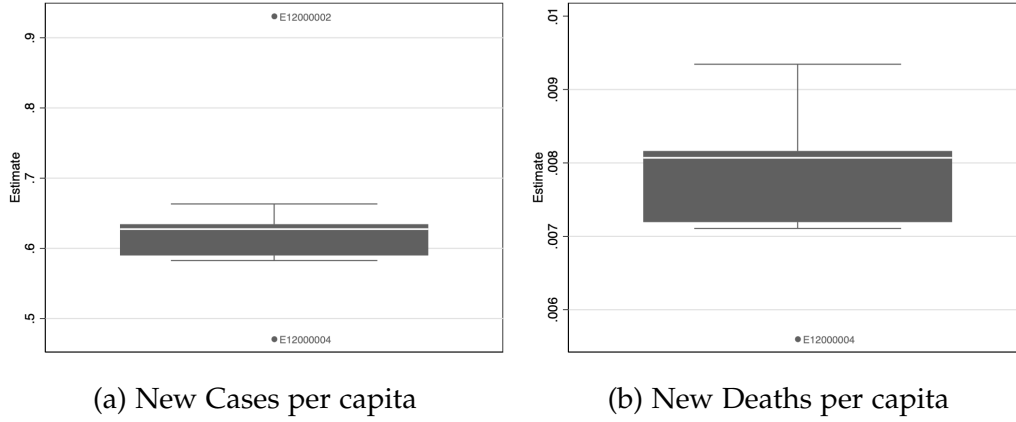 E12000002
.9
.8
.7
.6
.5
Estimate
E12000004
(a) New Cases per capita
.01
.009
.008
.007
.006
Estimate
E12000004
(b) New Deaths per capita